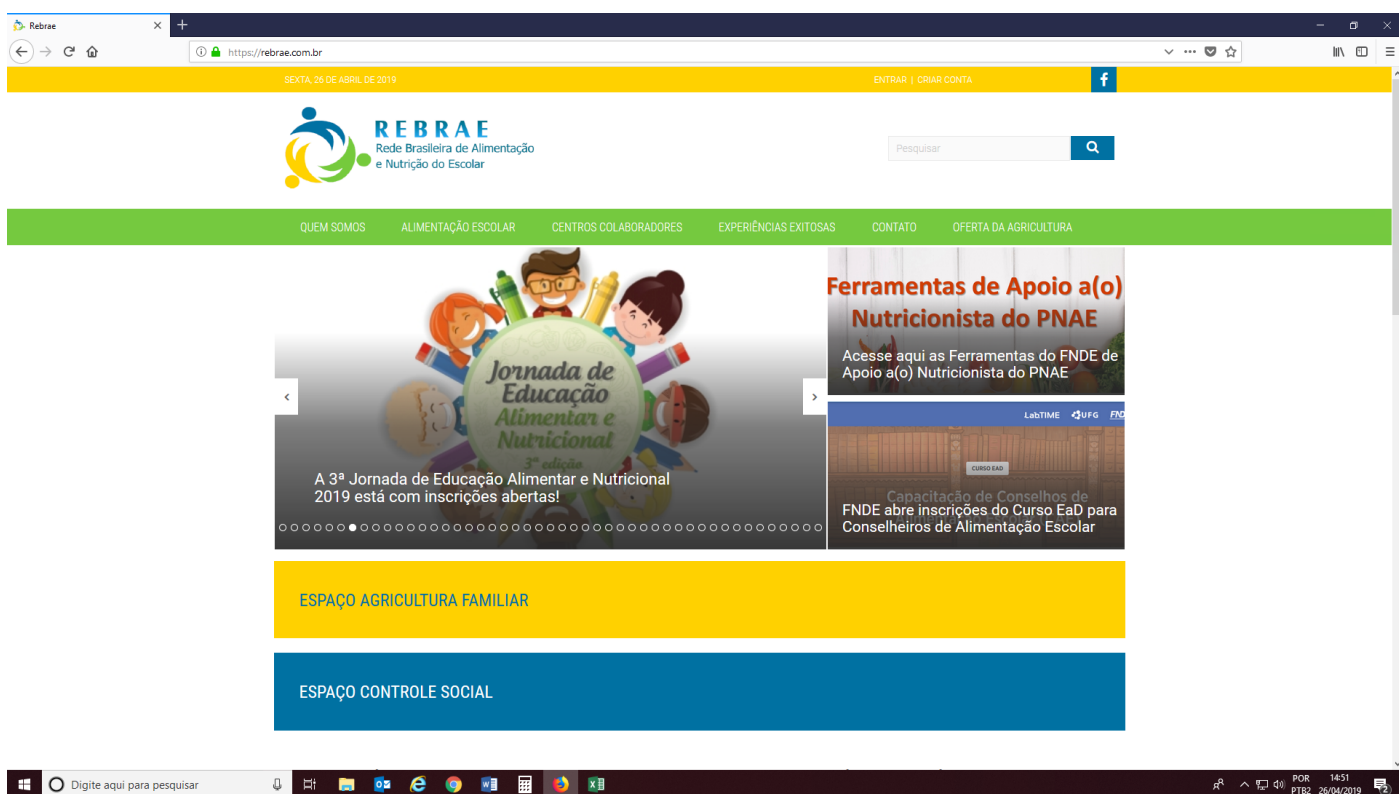 Rebrae
https://rebrae.com.br
SEXTA, 26 DE ABRIL DE 2019
ENTRAR | CRIAR CONTA
f
REBRAE
Rede Brasileira de Alimentação
e Nutrição do Escolar
Pesquisar
QUEM SOMOS ALIMENTAÇÃO ESCOLAR CENTROS COLABORADORES EXPERIÊNCIAS EXITOSAS CONTATO OFERTA DA AGRICULTURA
Jornada de
Educação
Alimentar e
Nutricional
3ª edição
A 3ª Jornada de Educação Alimentar e Nutricional
2019 está com inscrições abertas!
Ferramentas de Apoio a(o)
Nutricionista do PNAE
Acesse aqui as Ferramentas do FNDE de
Apoio a(o) Nutricionista do PNAE
LabTIME UFG FND
CURSO EAD
Capacitação de Conselhos de
FNDE abre inscrições do Curso EaD para
Conselheiros de Alimentação Escolar
ESPAÇO AGRICULTURA FAMILIAR
ESPAÇO CONTROLE SOCIAL
Digite aqui para pesquisar
POR 14:51
PTB2 26/04/2019